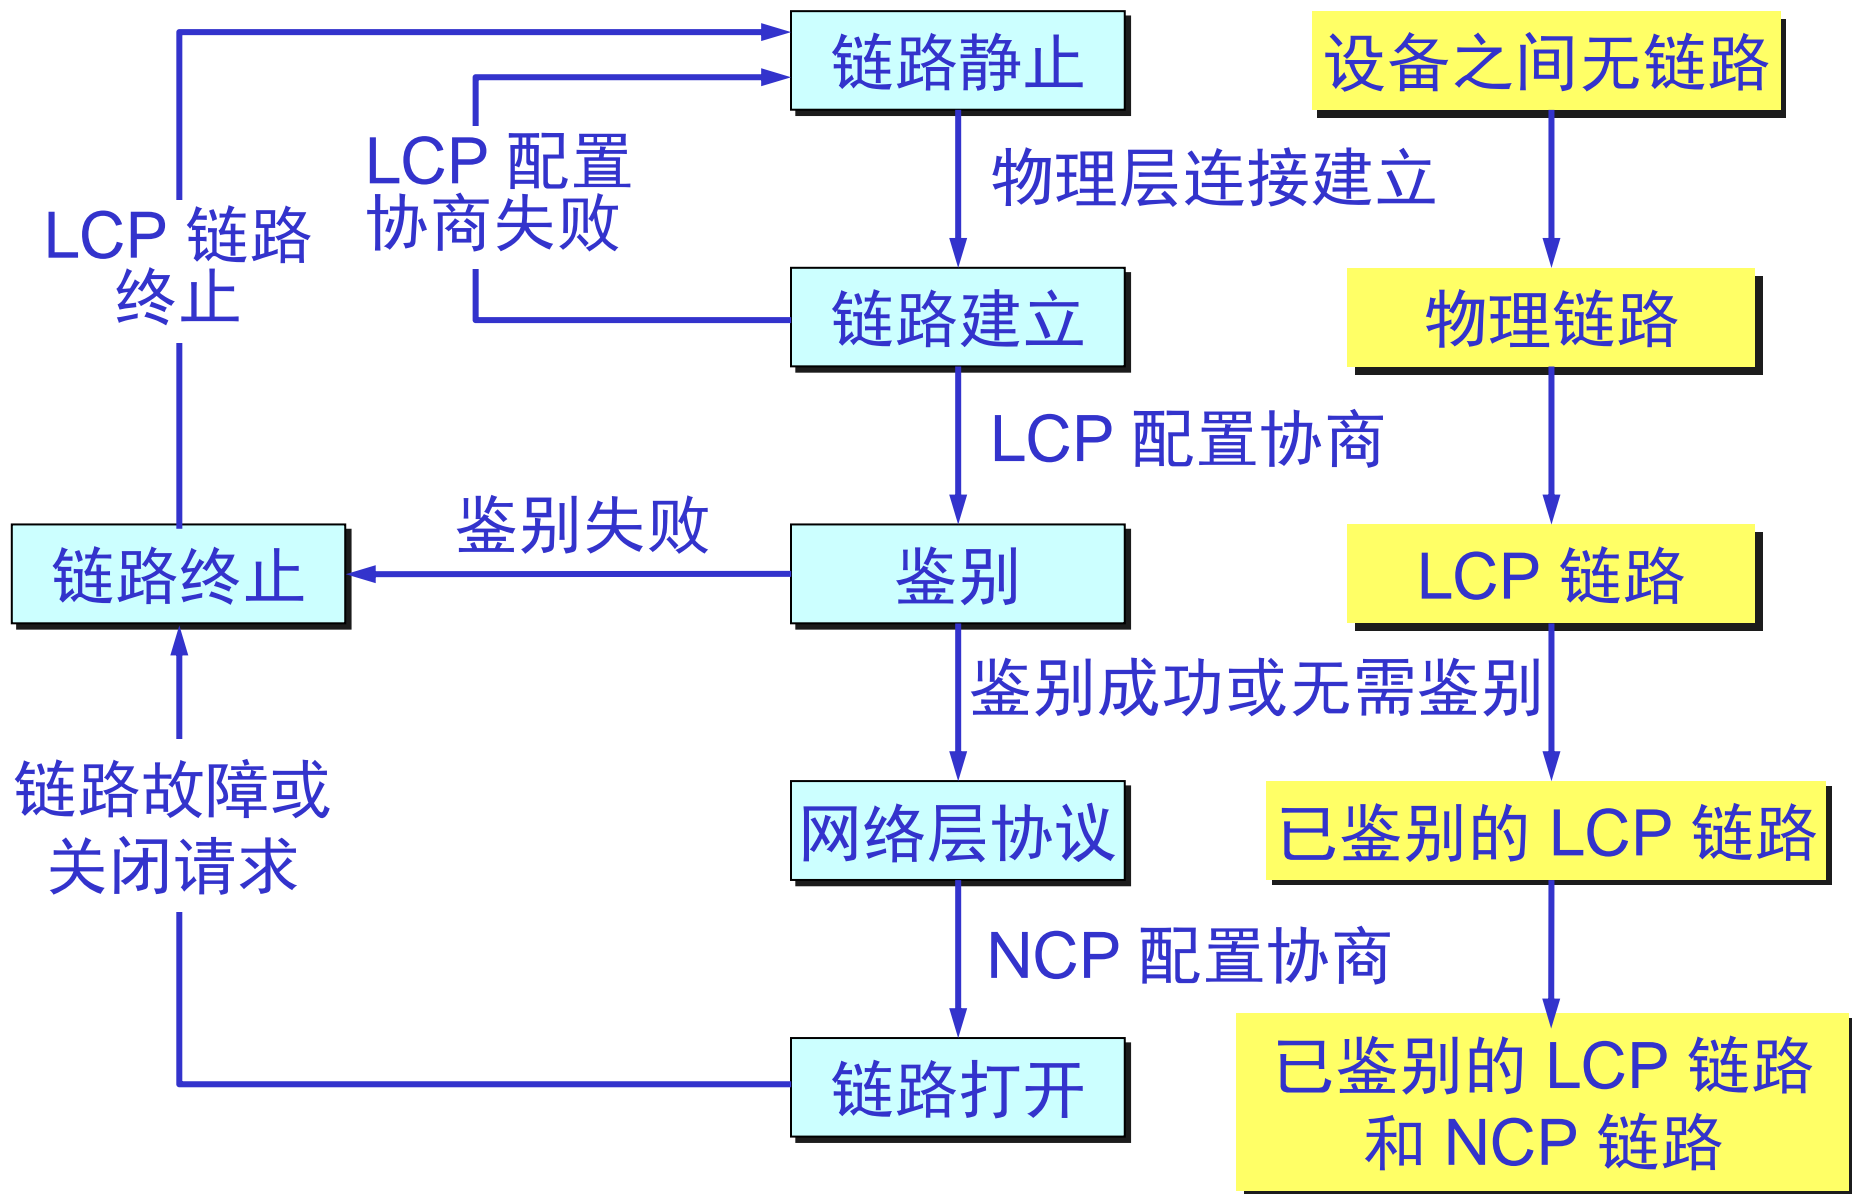 链路静止
设备之间无链路
LCP 配置
协商失败
物理层连接建立
LCP 链路
终止
链路建立
物理链路
LCP 配置协商
鉴别失败
链路终止
鉴别
LCP 链路
鉴别成功或无需鉴别
链路故障或
关闭请求
网络层协议
已鉴别的 LCP 链路
NCP 配置协商
链路打开
已鉴别的 LCP 链路
和 NCP 链路